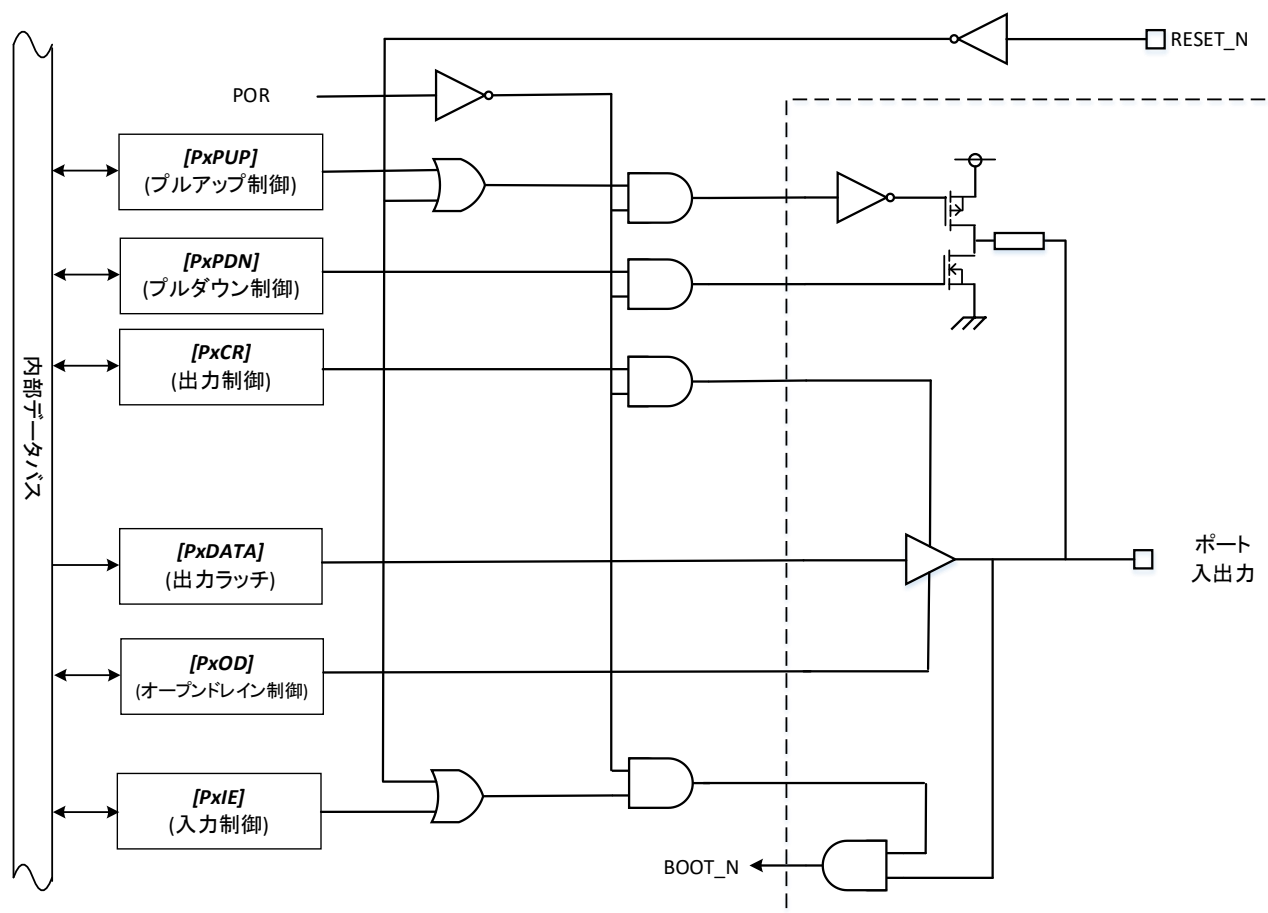 RESET_N
POR
[PxPUP]
(プルアップ制御)
[PxPDN]
(プルダウン制御)
[PxCR]
(出力制御)
内部データバス
[PxDATA]
(出力ラッチ)
ポート
入出力
[PxOD]
(オープンドレイン制御)
[PxIE]
(入力制御)
BOOT_N